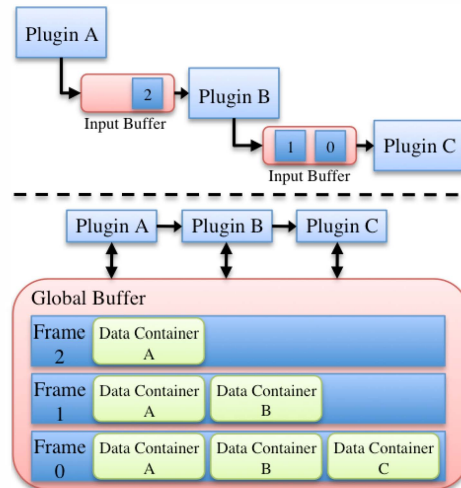 Plugin A
2
Plugin B
Input Buffer
1 0
Plugin C
Input Buffer
Plugin A Plugin B Plugin C
Global Buffer
Frame 2
Data Container A
Frame 1
Data Container A
Data Container B
Frame 0
Data Container A
Data Container B
Data Container C